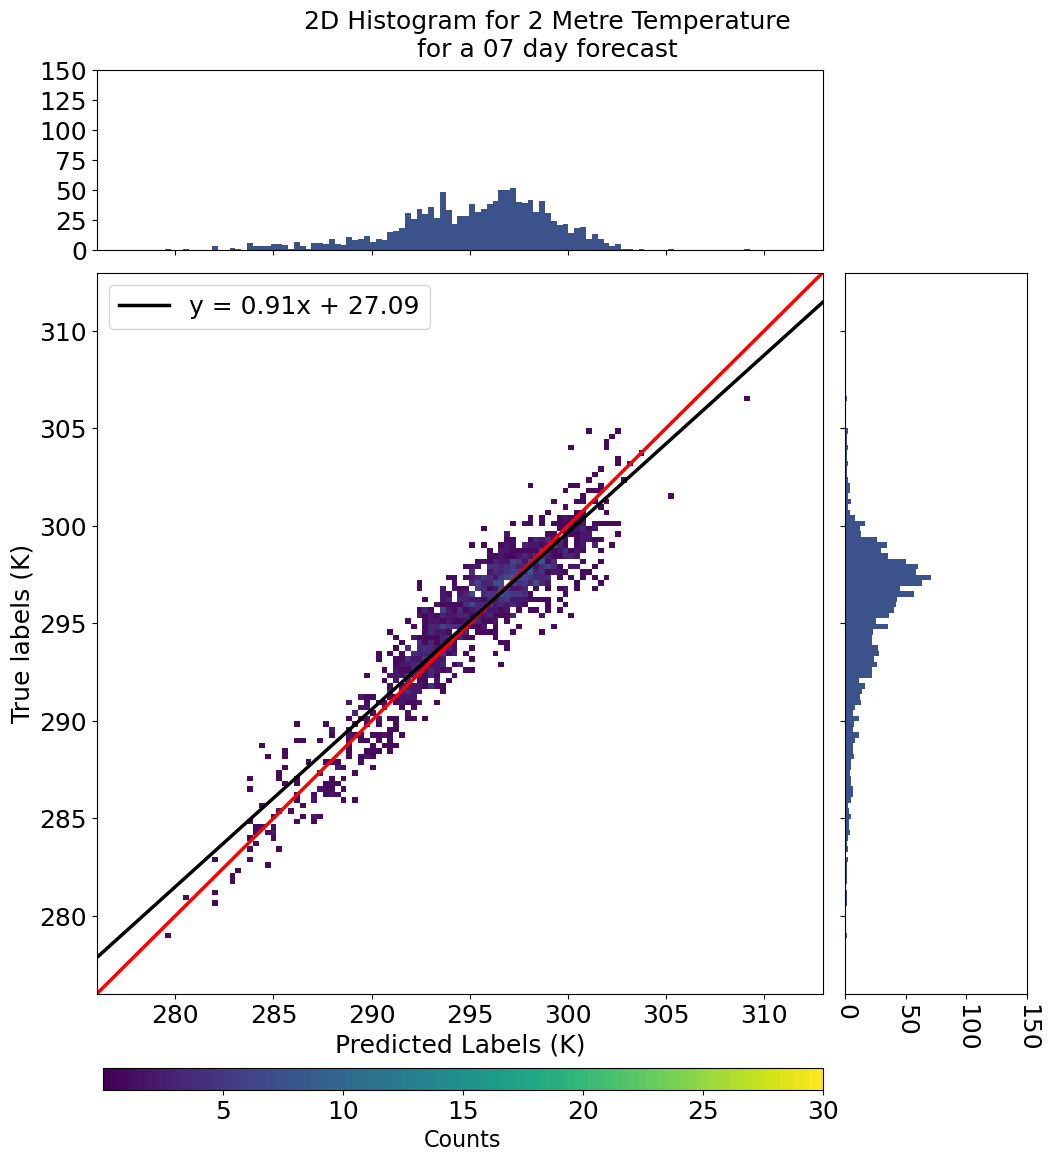 2D Histogram for 2 Metre Temperature
for a 07 day forecast
150
125
100
75
50
25
0
y = 0.91x + 27.09
310
305
300
295
290
285
280
True labels (K)
280 285 290 295 300 305 310
Predicted Labels (K)
0 50 100 150
5 10 15 20 25 30
Counts